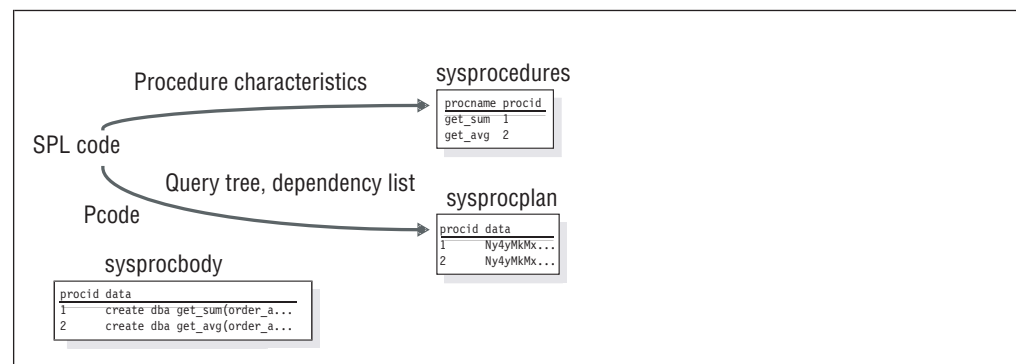 Procedure characteristics
sysprocedures
procname procid
get_sum 1
get_avg 2
SPL code
Query tree, dependency list
sysprocplan
Pcode
procid data
1 Ny4yMkMx...
2 Ny4yMkMx...
sysprocbody
procid data
1 create dba get_sum(order_a...
2 create dba get_avg(order_a...